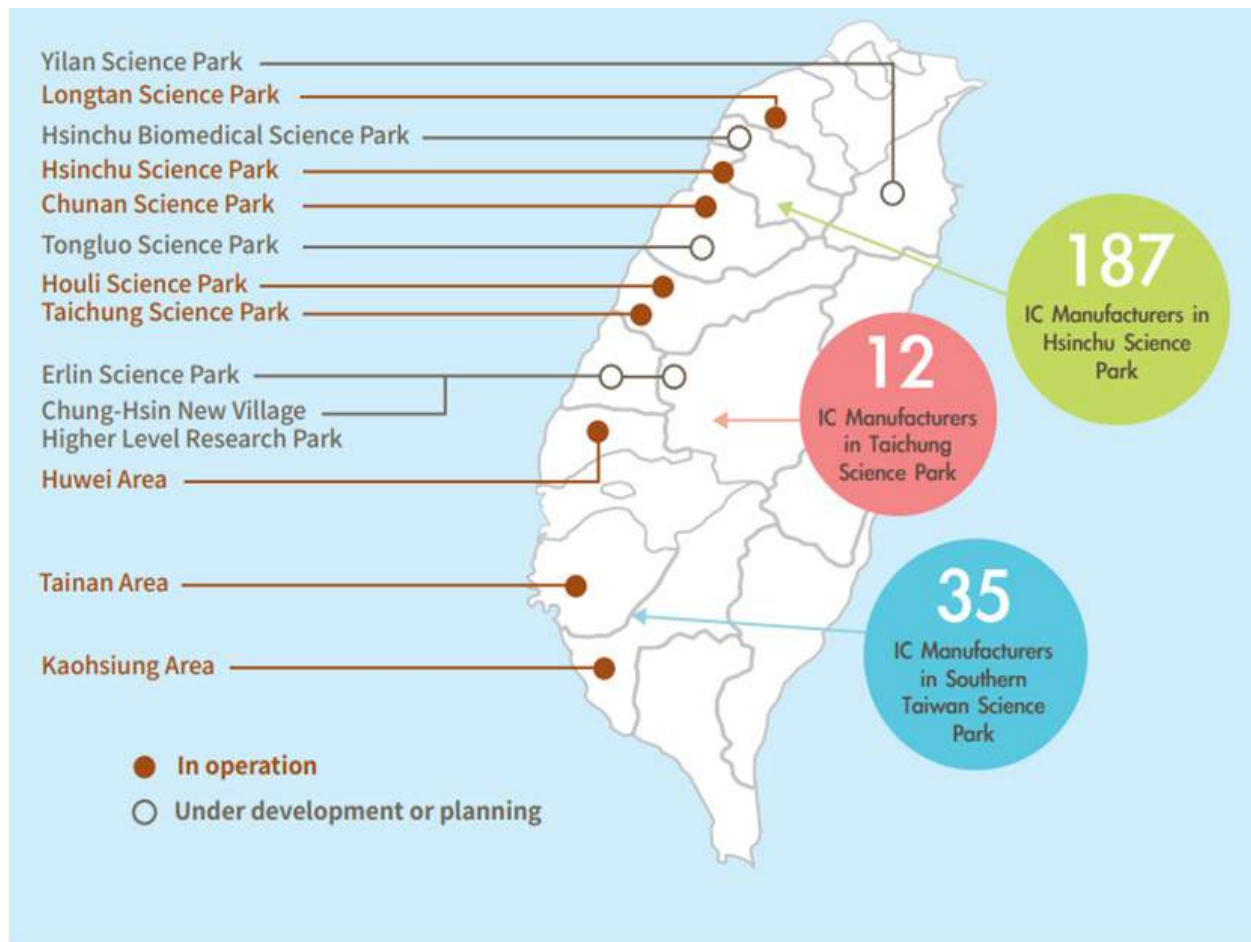 Yilan Science Park
Longtan Science Park
Hsinchu Biomedical Science Park
Hsinchu Science Park
Chunan Science Park
Tongluo Science Park
Houli Science Park
Taichung Science Park
Erlin Science Park
Chung-Hsin New Village
Higher Level Research Park
Huwei Area
Tainan Area
Kaohsiung Area
In operation
Under development or planning
187
IC Manufacturers in
Hsinchu Science
Park
12
IC Manufacturers
in Taichung
Science Park
35
IC Manufacturers
in Southern
Taiwan Science
Park